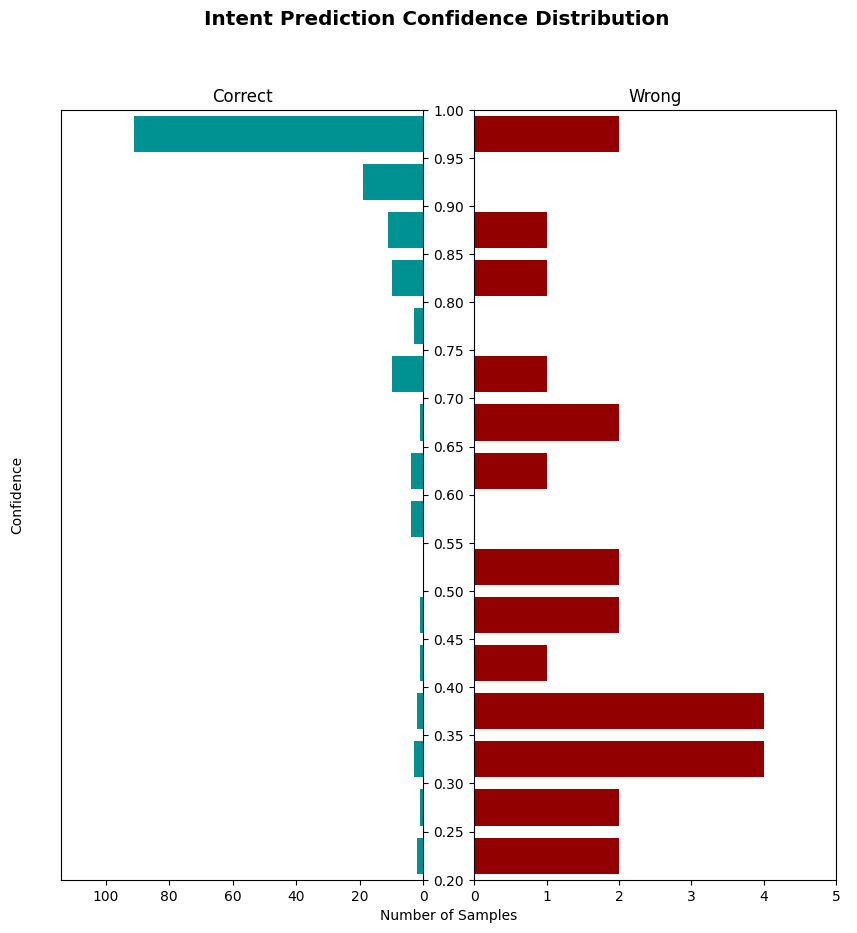 Intent Prediction Confidence Distribution
Correct
Wrong
1.00
0.95
0.90
0.85
0.80
0.75
0.70
0.65
0.60
0.55
0.50
0.45
0.40
0.35
0.30
0.25
0.20
Confidence
100 80 60 40 20 0
0 1 2 3 4 5
Number of Samples